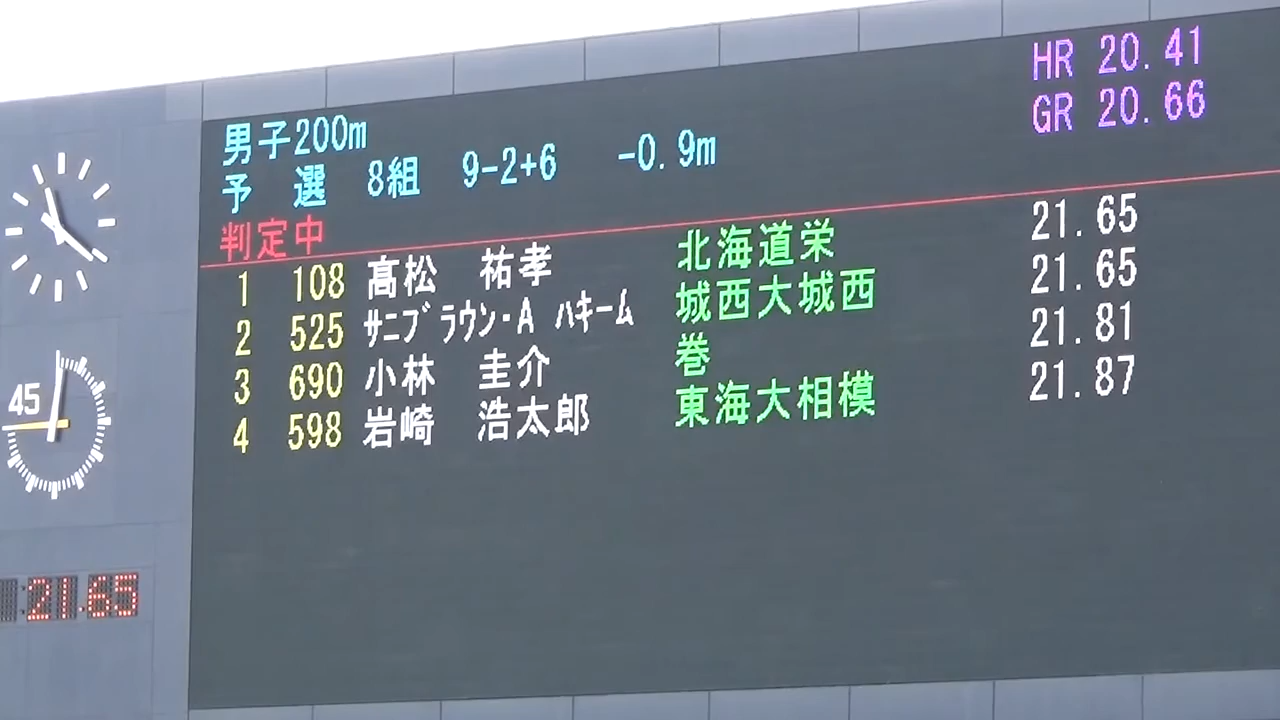 HR 20.41
GR 20.66
男子200m
予 選 8組 9-2+6 -0.9m
判定中
1 108 髙松 祐孝 北海道栄 21.65
2 525 ｻﾆﾌﾞﾗｳﾝ･A ﾊｷｰﾑ 城西大城西 21.65
3 690 小林 圭介 巻 21.81
4 598 岩崎 浩太郎 東海大相模 21.87
45
:21.65